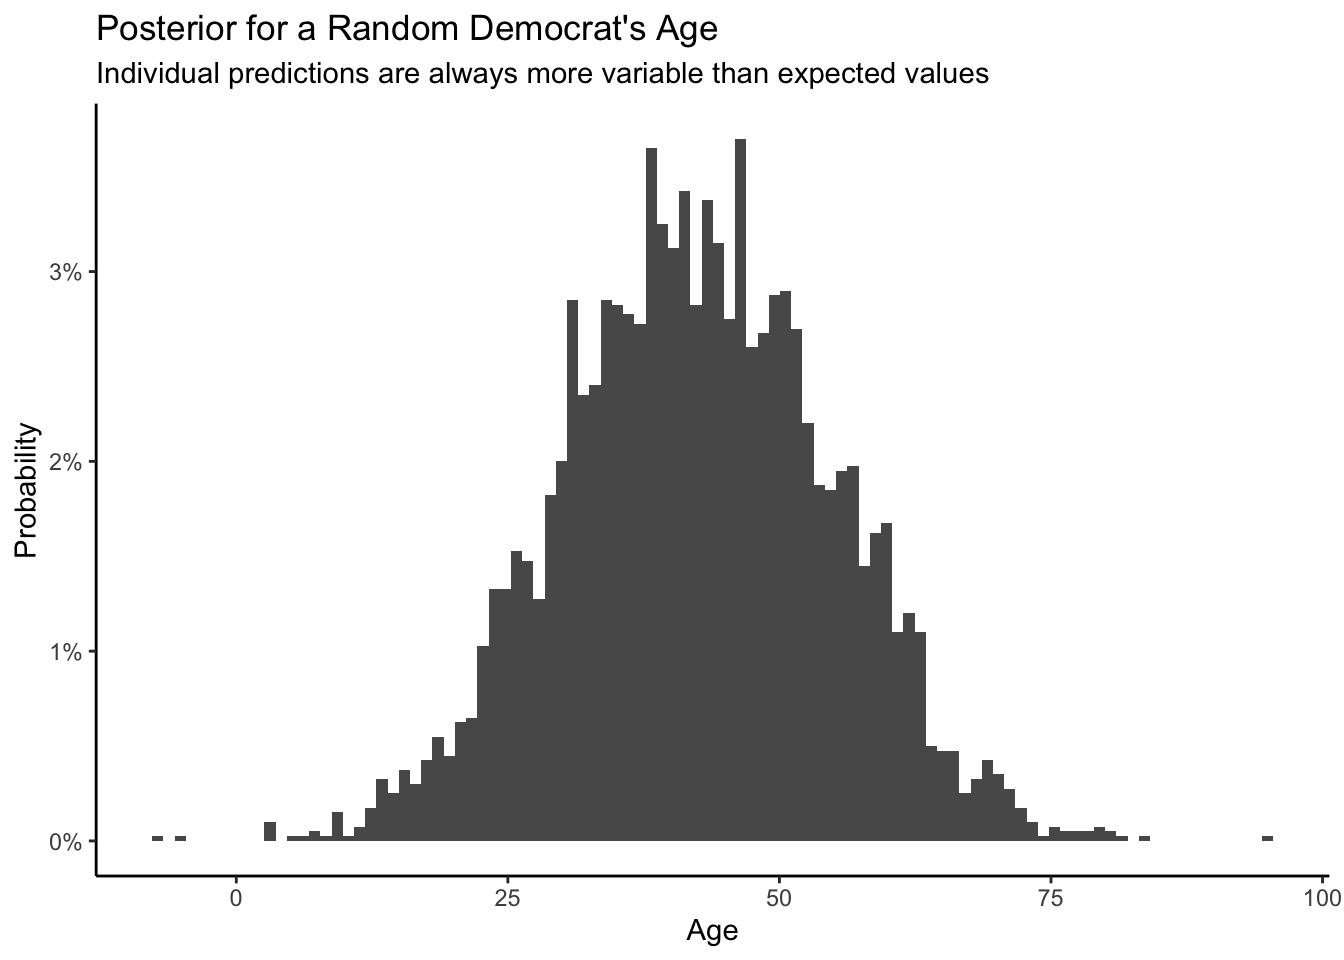 Posterior for a Random Democrat's Age
Individual predictions are always more variable than expected values
3%
2%
1%
0%
Probability
0
25
50
75
100
Age